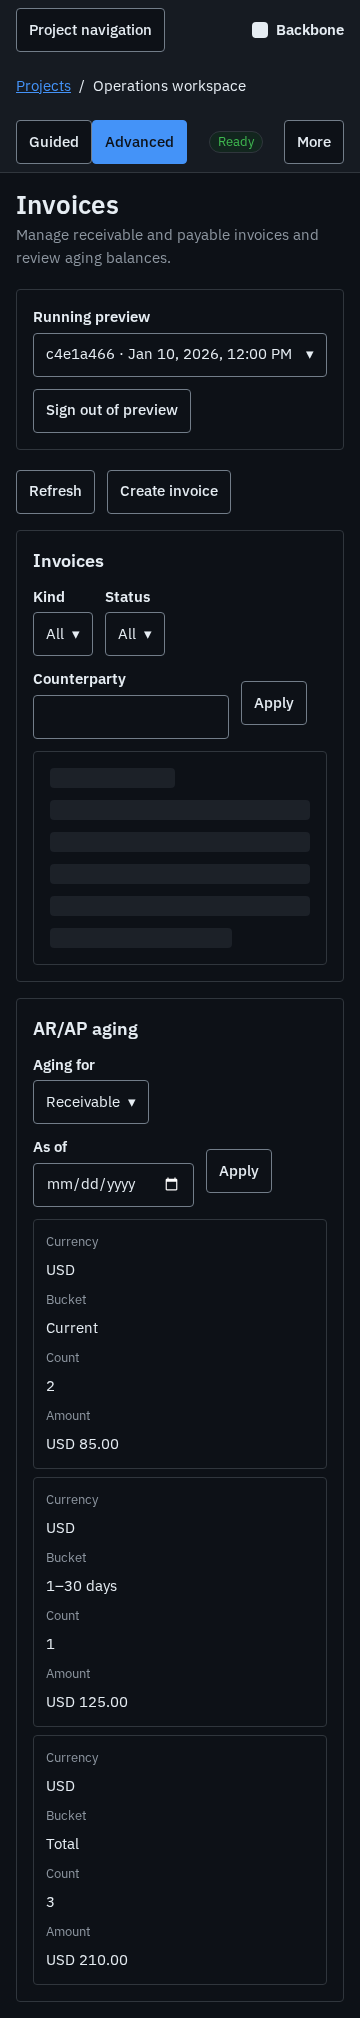 Project navigation
Backbone
Projects / Operations workspace
Guided
Advanced
Ready
More
Invoices
Manage receivable and payable invoices and
review aging balances.
Running preview
c4e1a466 · Jan 10, 2026, 12:00 PM ▾
Sign out of preview
Refresh
Create invoice
Invoices
Kind
Status
All ▾
All ▾
Counterparty
Apply
AR/AP aging
Aging for
Receivable ▾
As of
mm/dd/yyyy
Apply
Currency
USD
Bucket
Current
Count
2
Amount
USD 85.00
Currency
USD
Bucket
1–30 days
Count
1
Amount
USD 125.00
Currency
USD
Bucket
Total
Count
3
Amount
USD 210.00